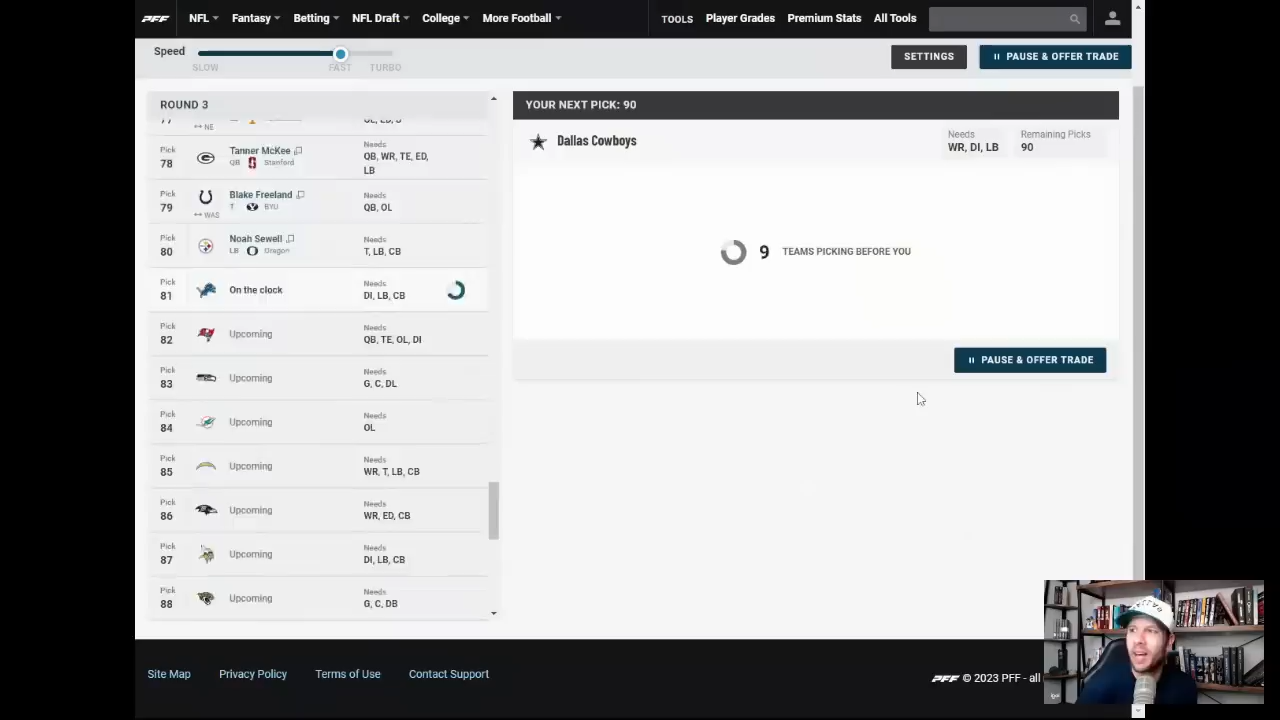 PFF NFL Fantasy Betting NFL Draft College More Football TOOLS Player Grades Premium Stats All Tools
Speed
SLOW FAST TURBO
SETTINGS
PAUSE & OFFER TRADE
ROUND 3
77
NE
Pick 78
Tanner McKee
QB Stanford
Needs
QB, WR, TE, ED,
LB
Pick 79
WAS
Blake Freeland
T BYU
Needs
QB, OL
Pick 80
Noah Sewell
LB Oregon
Needs
T, LB, CB
Pick 81
On the clock
Needs
DI, LB, CB
Pick 82
Upcoming
Needs
QB, TE, OL, DI
Pick 83
Upcoming
Needs
G, C, DL
Pick 84
Upcoming
Needs
OL
Pick 85
Upcoming
Needs
WR, T, LB, CB
Pick 86
Upcoming
Needs
WR, ED, CB
Pick 87
Upcoming
Needs
DI, LB, CB
Pick 88
Upcoming
Needs
G, C, DB
YOUR NEXT PICK: 90
Dallas Cowboys
Needs
WR, DI, LB
Remaining Picks
90
9 TEAMS PICKING BEFORE YOU
PAUSE & OFFER TRADE
Site Map Privacy Policy Terms of Use Contact Support
PFF © 2023 PFF - all